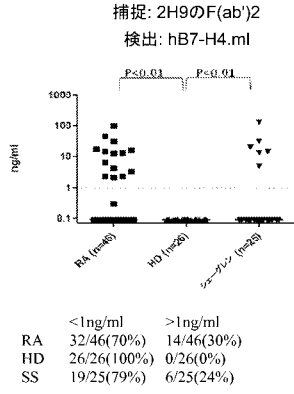 捕捉: 2H9のF(ab')2
検出: hB7-H4.ml
P<0.01 P<0.01
ng/ml
1000
100
10
1
0.1
RA (n=46)
HD (n=26)
シェーグレン (n=25)
<1ng/ml >1ng/ml
RA 32/46(70%) 14/46(30%)
HD 26/26(100%) 0/26(0%)
SS 19/25(79%) 6/25(24%)